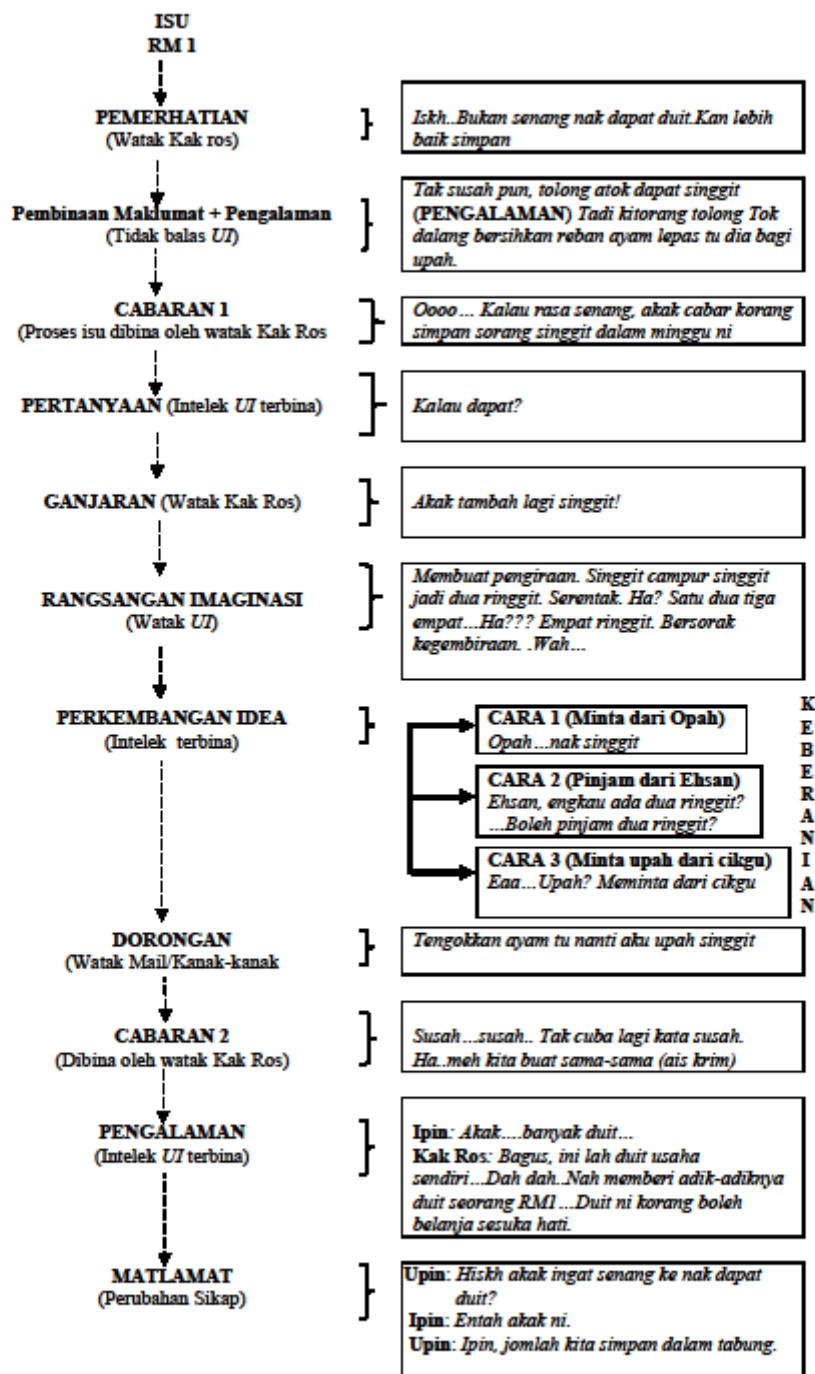 ISU
RM 1
PEMERHATIAN
(Watak Kak ros)
Iskh..Bukan senang nak dapat duit.Kan lebih
baik simpan
Pembinaan Maklumat + Pengalaman
(Tidak balas UI)
Tak susah pun, tolong atok dapat singgit
(PENGALAMAN) Tadi kitorang tolong Tok
dalang bersihkan reban ayam lepas tu dia bagi
upah.
CABARAN 1
(Proses isu dibina oleh watak Kak Ros
Oooo... Kalau rasa senang, akak cabar korang
simpan sorang singgit dalam minggu ni
PERTANYAAN (Intelek UI terbina)
Kalau dapat?
GANJARAN (Watak Kak Ros)
Akak tambah lagi singgit!
RANGSANGAN IMAGINASI
(Watak UI)
Membuat pengiraan. Singgit campur singgit
jadi dua ringgit. Serentak. Ha? Satu dua tiga
empat...Ha??? Empat ringgit. Bersorak
kegembiraan. .Wah...
PERKEMBANGAN IDEA
(Intelek terbina)
CARA 1 (Minta dari Opah)
Opah...nak singgit
CARA 2 (Pinjam dari Ehsan)
Ehsan, engkau ada dua ringgit?
...Boleh pinjam dua ringgit?
CARA 3 (Minta upah dari cikgu)
Eaa...Upah? Meminta dari cikgu
KEBERANIAN
DORONGAN
(Watak Mail/Kanak-kanak
Tengokkan ayam tu nanti aku upah singgit
CABARAN 2
(Dibina oleh watak Kak Ros)
Susah...susah.. Tak cuba lagi kata susah.
Ha..meh kita buat sama-sama (ais krim)
PENGALAMAN
(Intelek UI terbina)
Ipin: Akak....banyak duit...
Kak Ros: Bagus, ini lah duit usaha
sendiri...Dah dah..Nah memberi adik-adiknya
duit seorang RM1...Duit ni korang boleh
belanja sesuka hati.
MATLAMAT
(Perubahan Sikap)
Upin: Hiskh akak ingat senang ke nak dapat
duit?
Ipin: Entah akak ni.
Upin: Ipin, jomlah kita simpan dalam tabung.